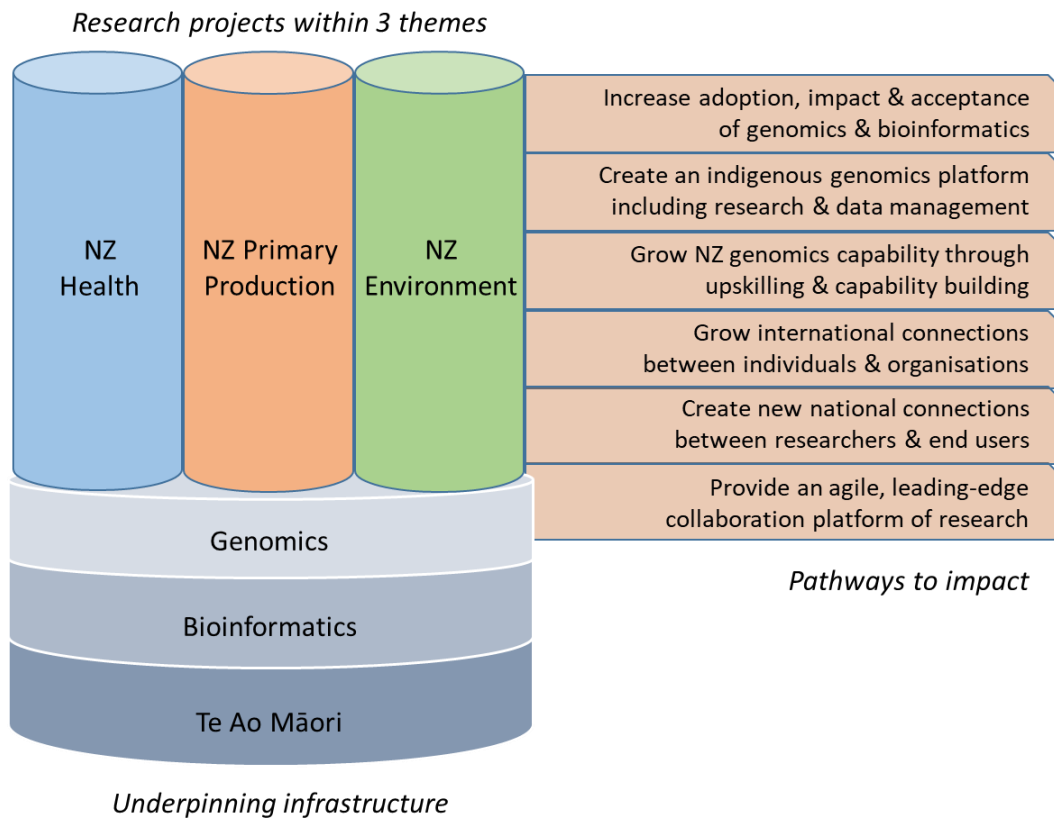 Research projects within 3 themes
NZ
Health
NZ Primary
Production
NZ
Environment
Increase adoption, impact & acceptance
of genomics & bioinformatics
Create an indigenous genomics platform
including research & data management
Grow NZ genomics capability through
upskilling & capability building
Grow international connections
between individuals & organisations
Create new national connections
between researchers & end users
Provide an agile, leading-edge
collaboration platform of research
Pathways to impact
Genomics
Bioinformatics
Te Ao Māori
Underpinning infrastructure